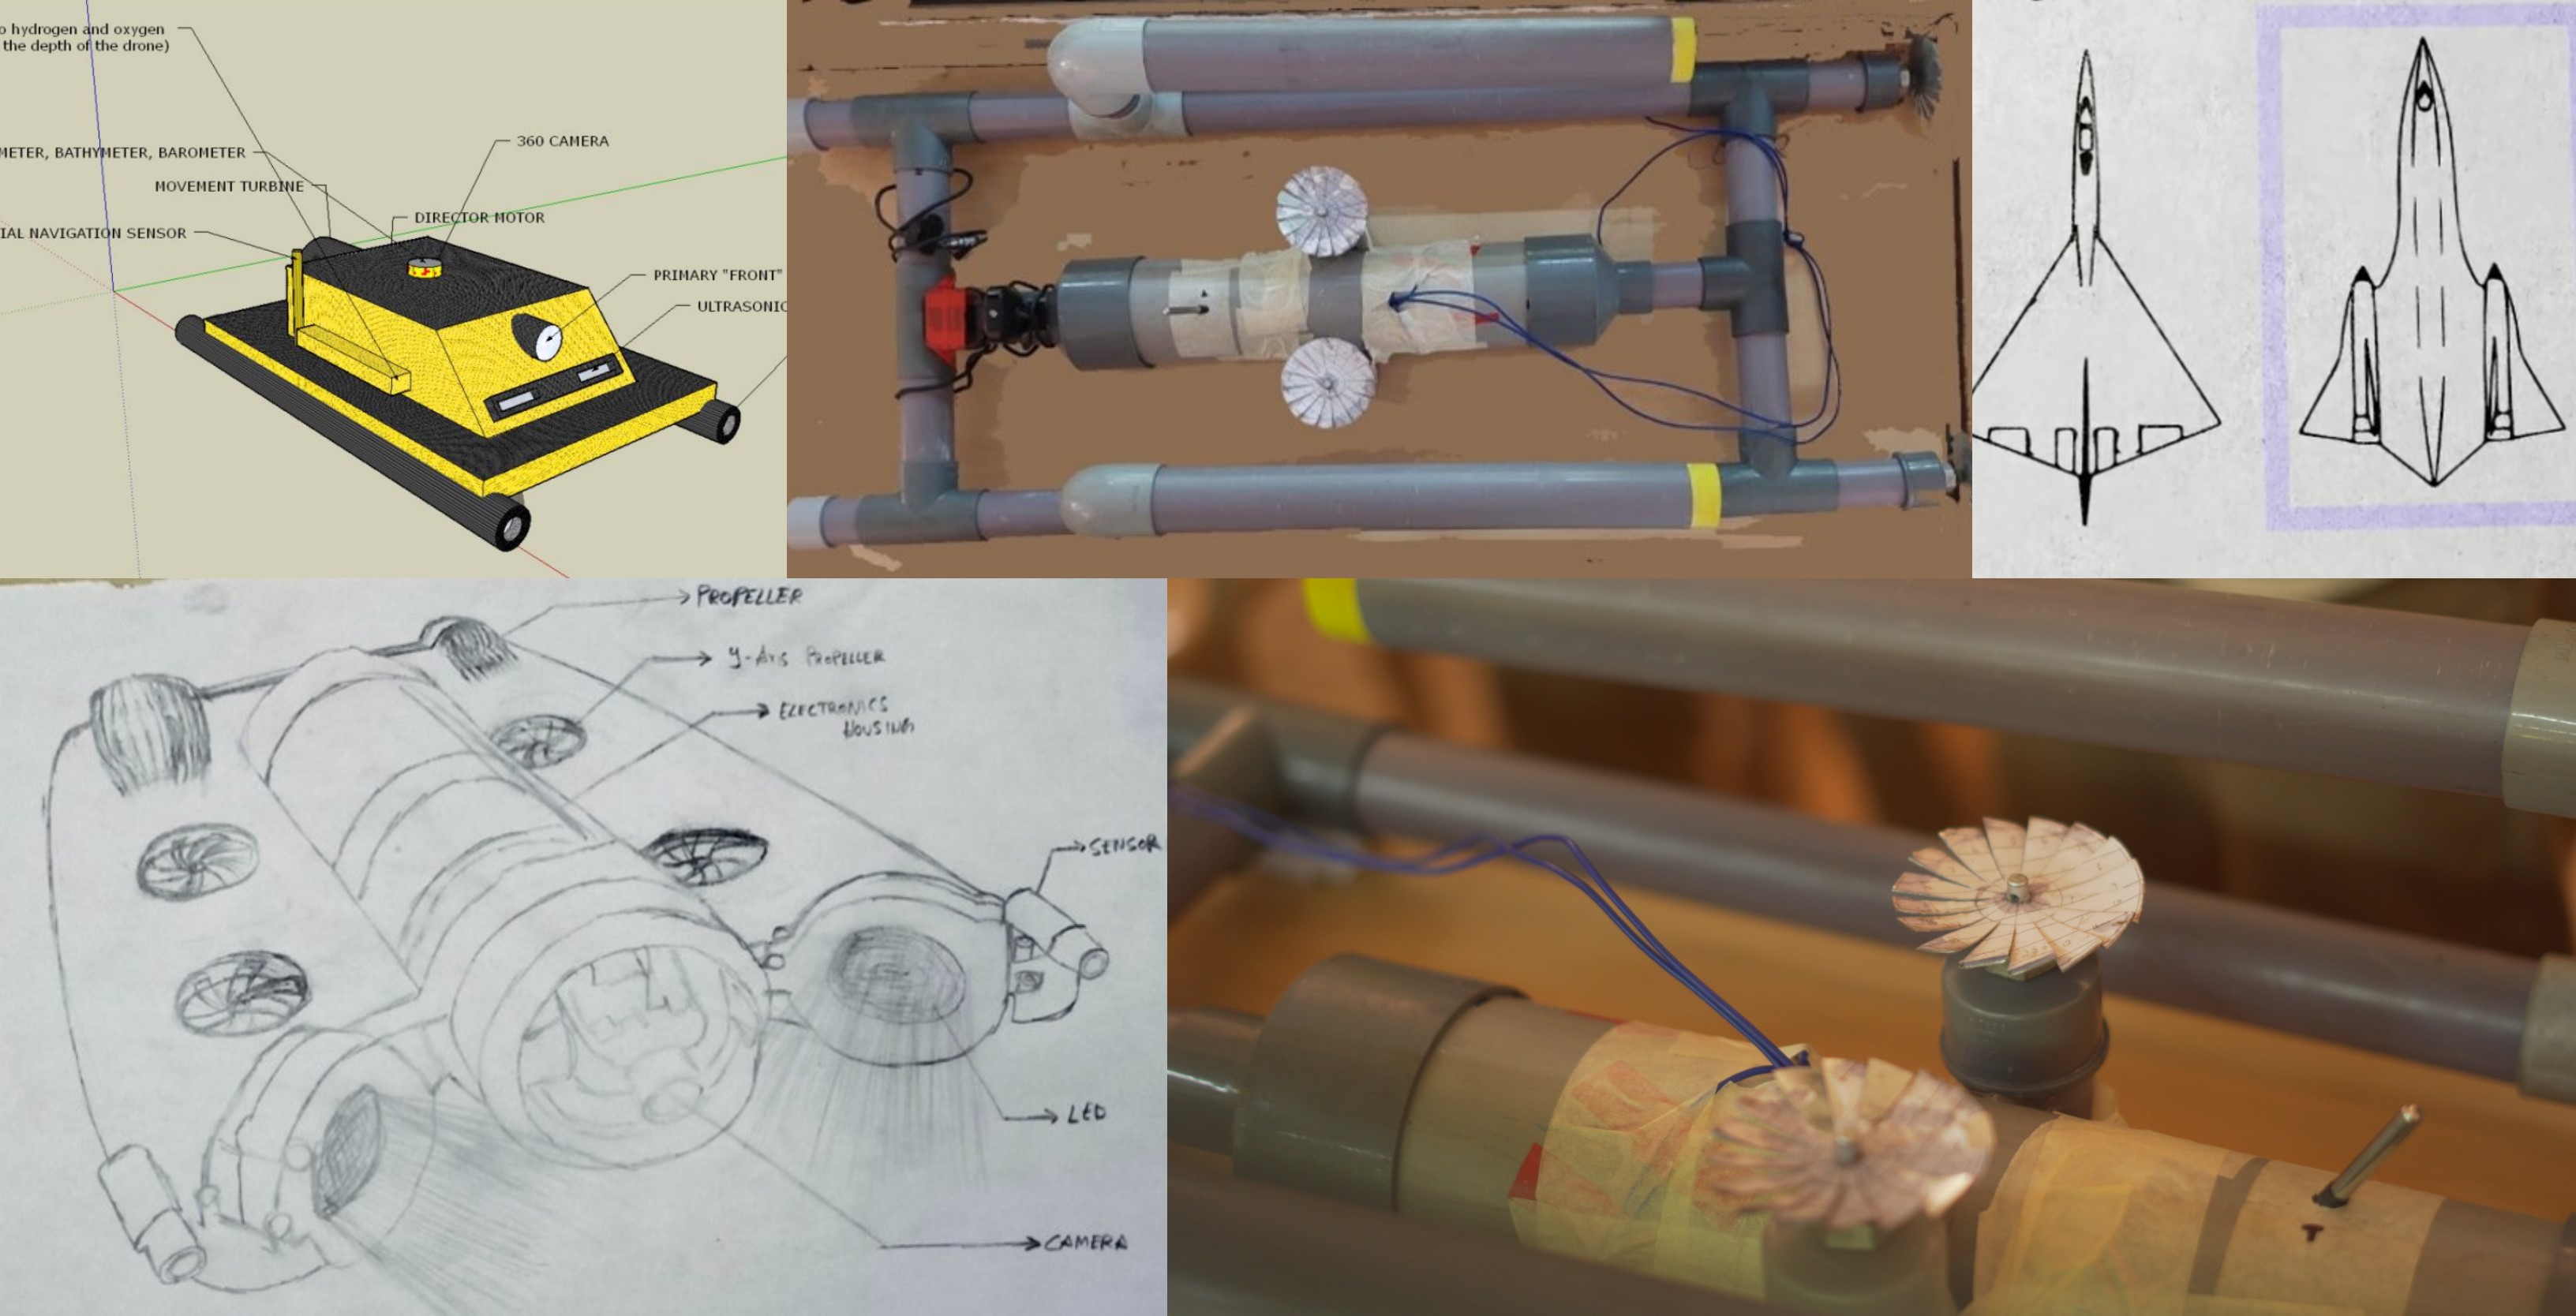 o hydrogen and oxygen
the depth of the drone)
METER, BATHYMETER, BAROMETER
360 CAMERA
MOVEMENT TURBINE
DIRECTOR MOTOR
IAL NAVIGATION SENSOR
PRIMARY "FRONT"
ULTRASONIC
PROPELLER
Y-AXIS PROPELLER
ELECTRONICS
HOUSING
SENSOR
LED
CAMERA
T